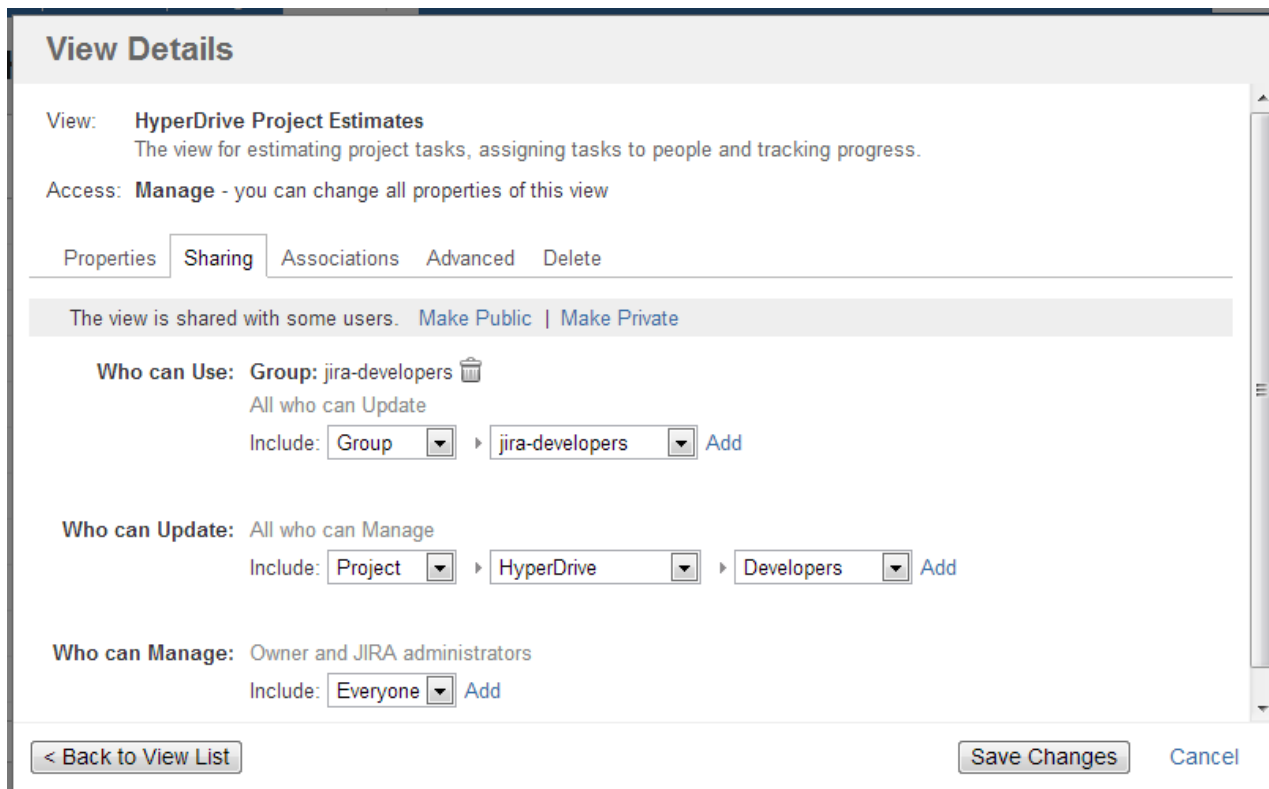 View Details
View: HyperDrive Project Estimates
The view for estimating project tasks, assigning tasks to people and tracking progress.
Access: Manage - you can change all properties of this view
Properties Sharing Associations Advanced Delete
The view is shared with some users. Make Public | Make Private
Who can Use: Group: jira-developers
All who can Update
Include: Group jira-developers Add
Who can Update: All who can Manage
Include: Project HyperDrive Developers Add
Who can Manage: Owner and JIRA administrators
Include: Everyone Add
< Back to View List Save Changes Cancel